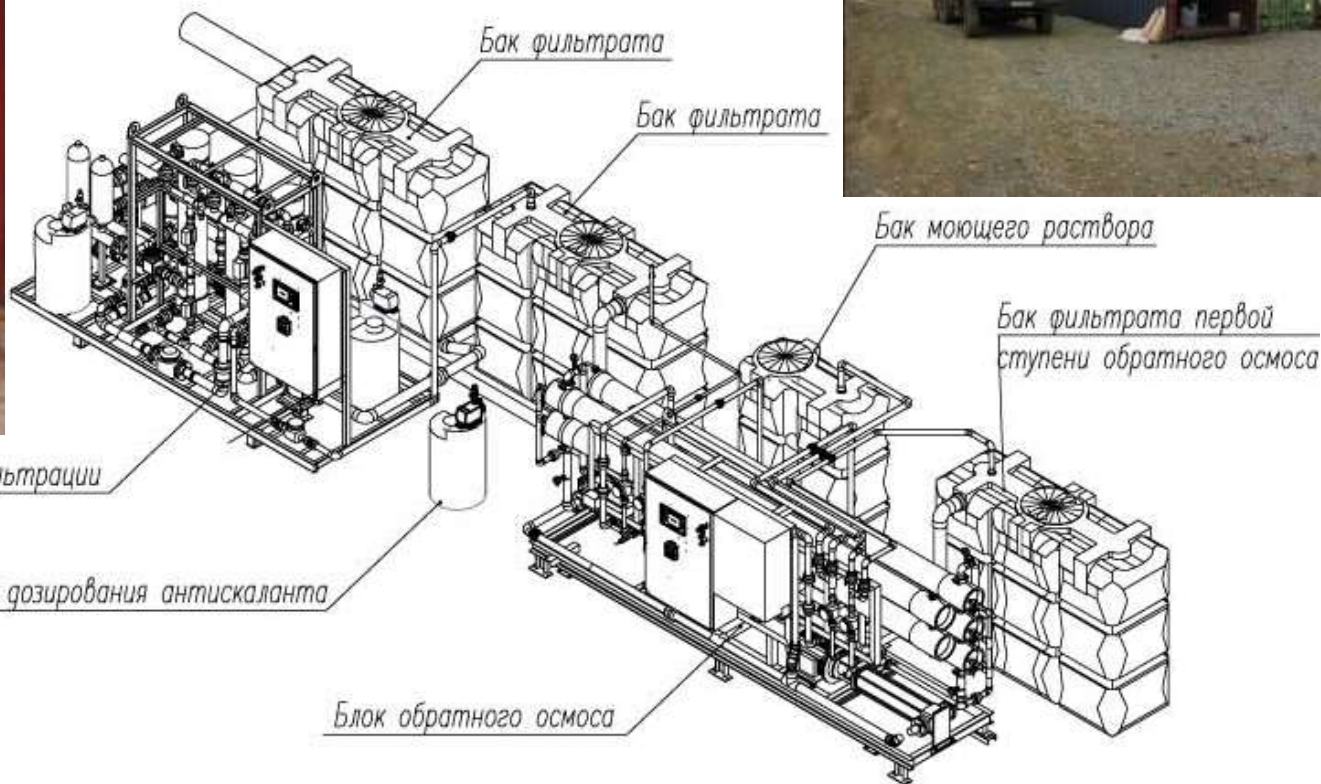 Бак фильтрата
Бак фильтрата
Бак моющего раствора
Бак фильтрата первой
ступени обратного осмоса
дозирования антискаланта
Блок обратного осмоса